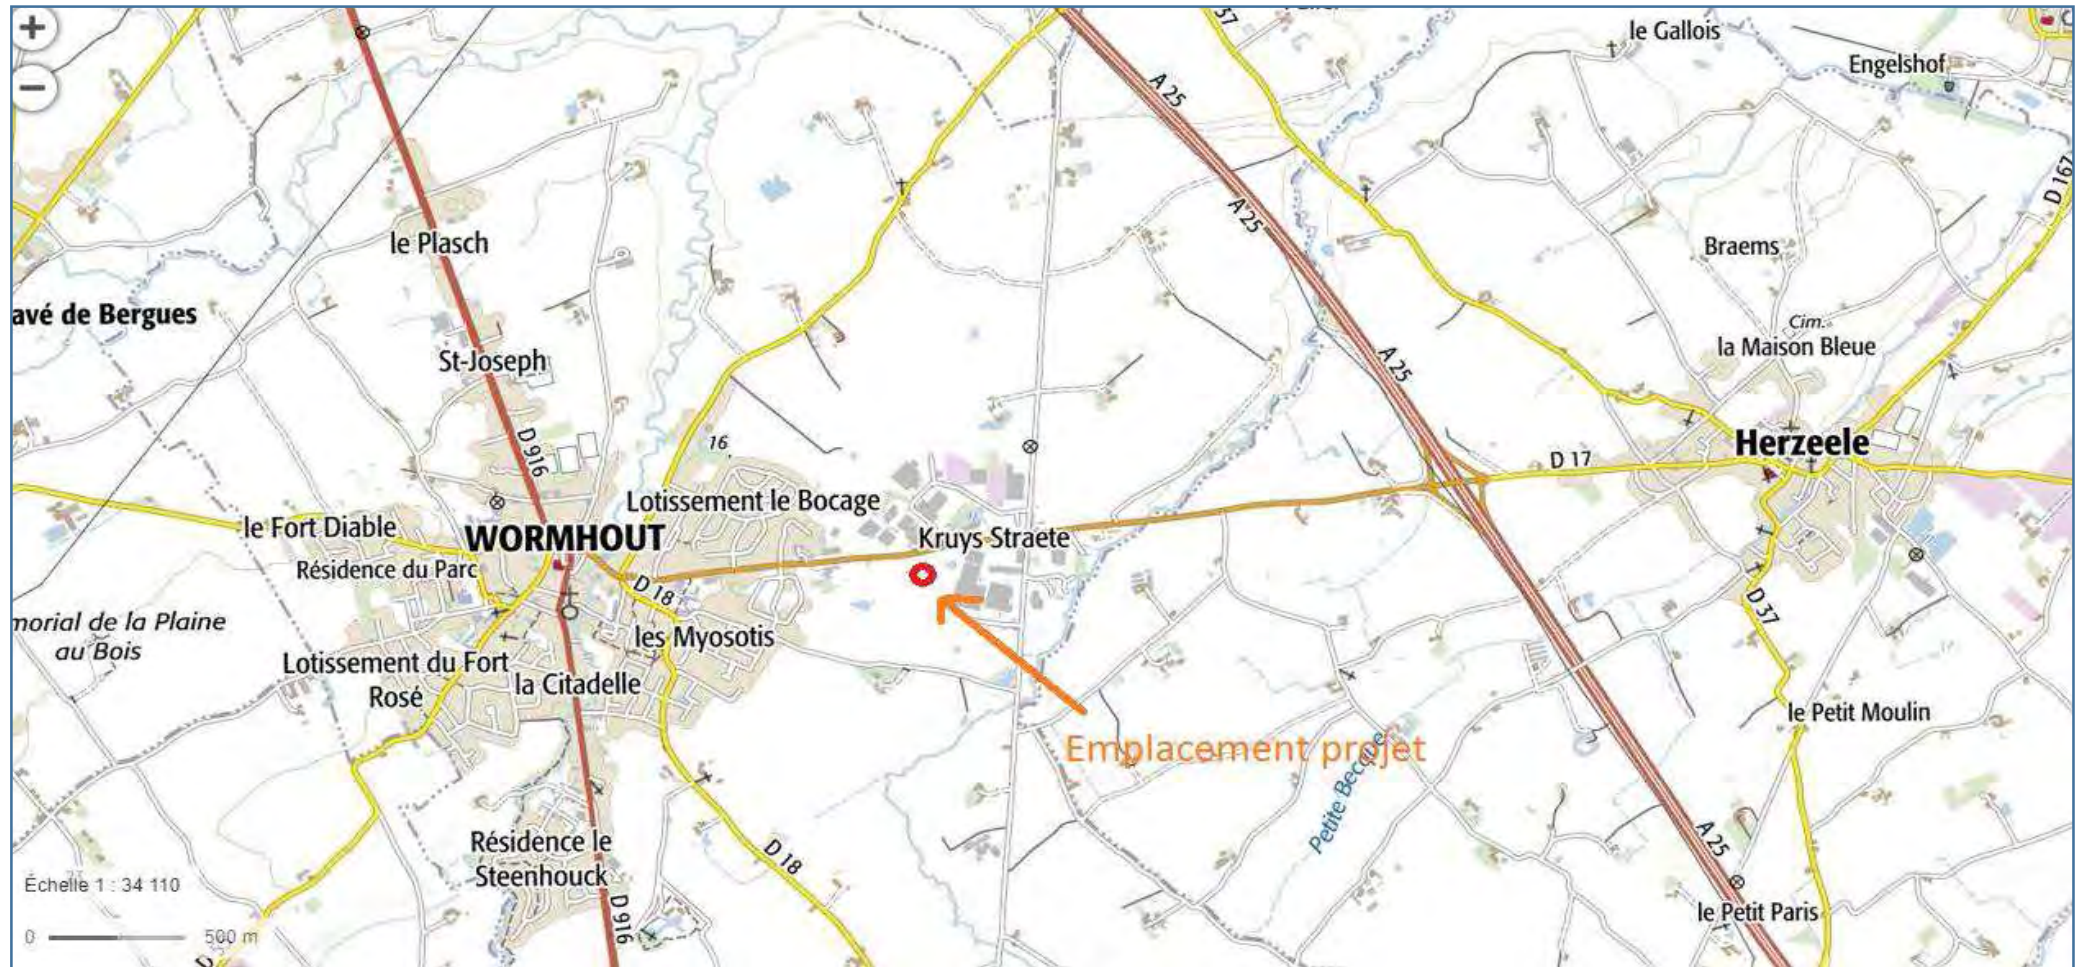 +
−
37
le Gallois
Engelshof
A 25
D 167
A 25
le Plasch
Braems
avé de Bergues
Cim.
la Maison Bleue
St-Joseph
A 25
D 916
16
Herzeele
D 17
Lotissement le Bocage
le Fort Diable
WORMHOUT
Kruys Straete
Résidence du Parc
D 18
D 37
morial de la Plaine
au Bois
les Myosotis
Lotissement du Fort
Rosé
la Citadelle
le Petit Moulin
Emplacement projet
Petite Becque
Résidence le
Steenhouck
D 18
A 25
Échelle 1 : 34 110
D 916
le Petit Paris
0 500 m